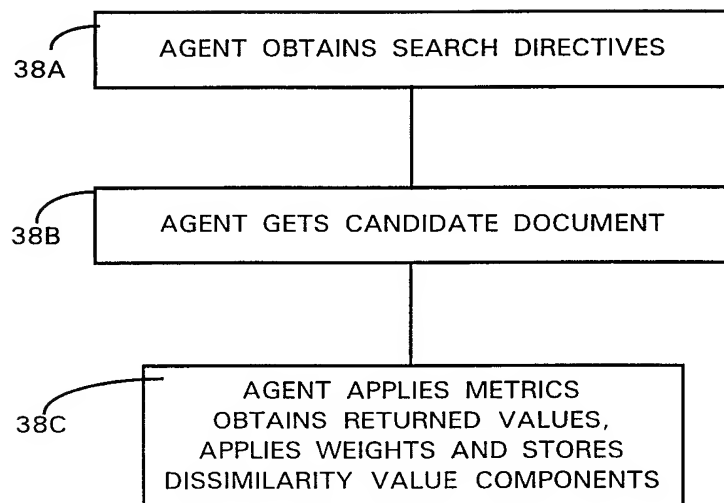 AGENT OBTAINS SEARCH DIRECTIVES
38A
AGENT GETS CANDIDATE DOCUMENT
38B
AGENT APPLIES METRICS
OBTAINS RETURNED VALUES,
38C
APPLIES WEIGHTS AND STORES
DISSIMILARITY VALUE COMPONENTS